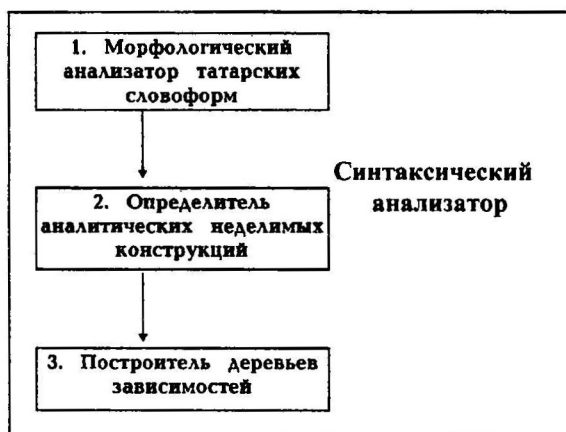 1. Морфологический
анализатор татарских
словоформ
Синтаксический
анализатор
2. Определитель
аналитических неделимых
конструкций
3. Построитель деревьев
зависимостей